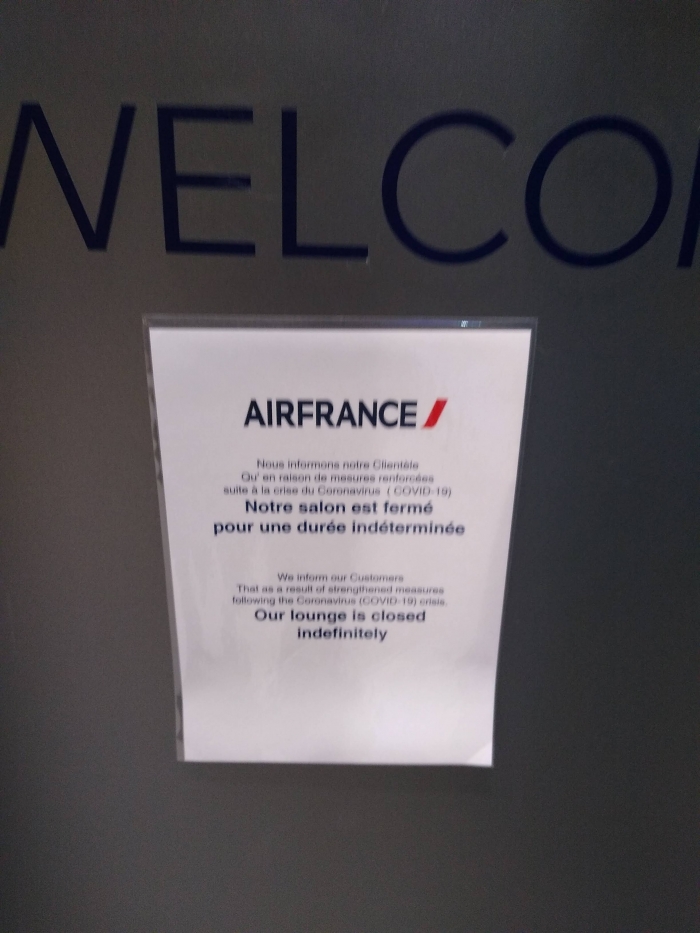 WELCO
AIRFRANCE
Nous informons notre Clientèle
Qu' en raison de mesures renforcées
suite à la crise du Coronavirus ( COVID-19)
Notre salon est fermé
pour une durée indéterminée
We inform our Customers
That as a result of strengthened measures
following the Coronavirus (COVID-19) crisis.
Our lounge is closed
indefinitely